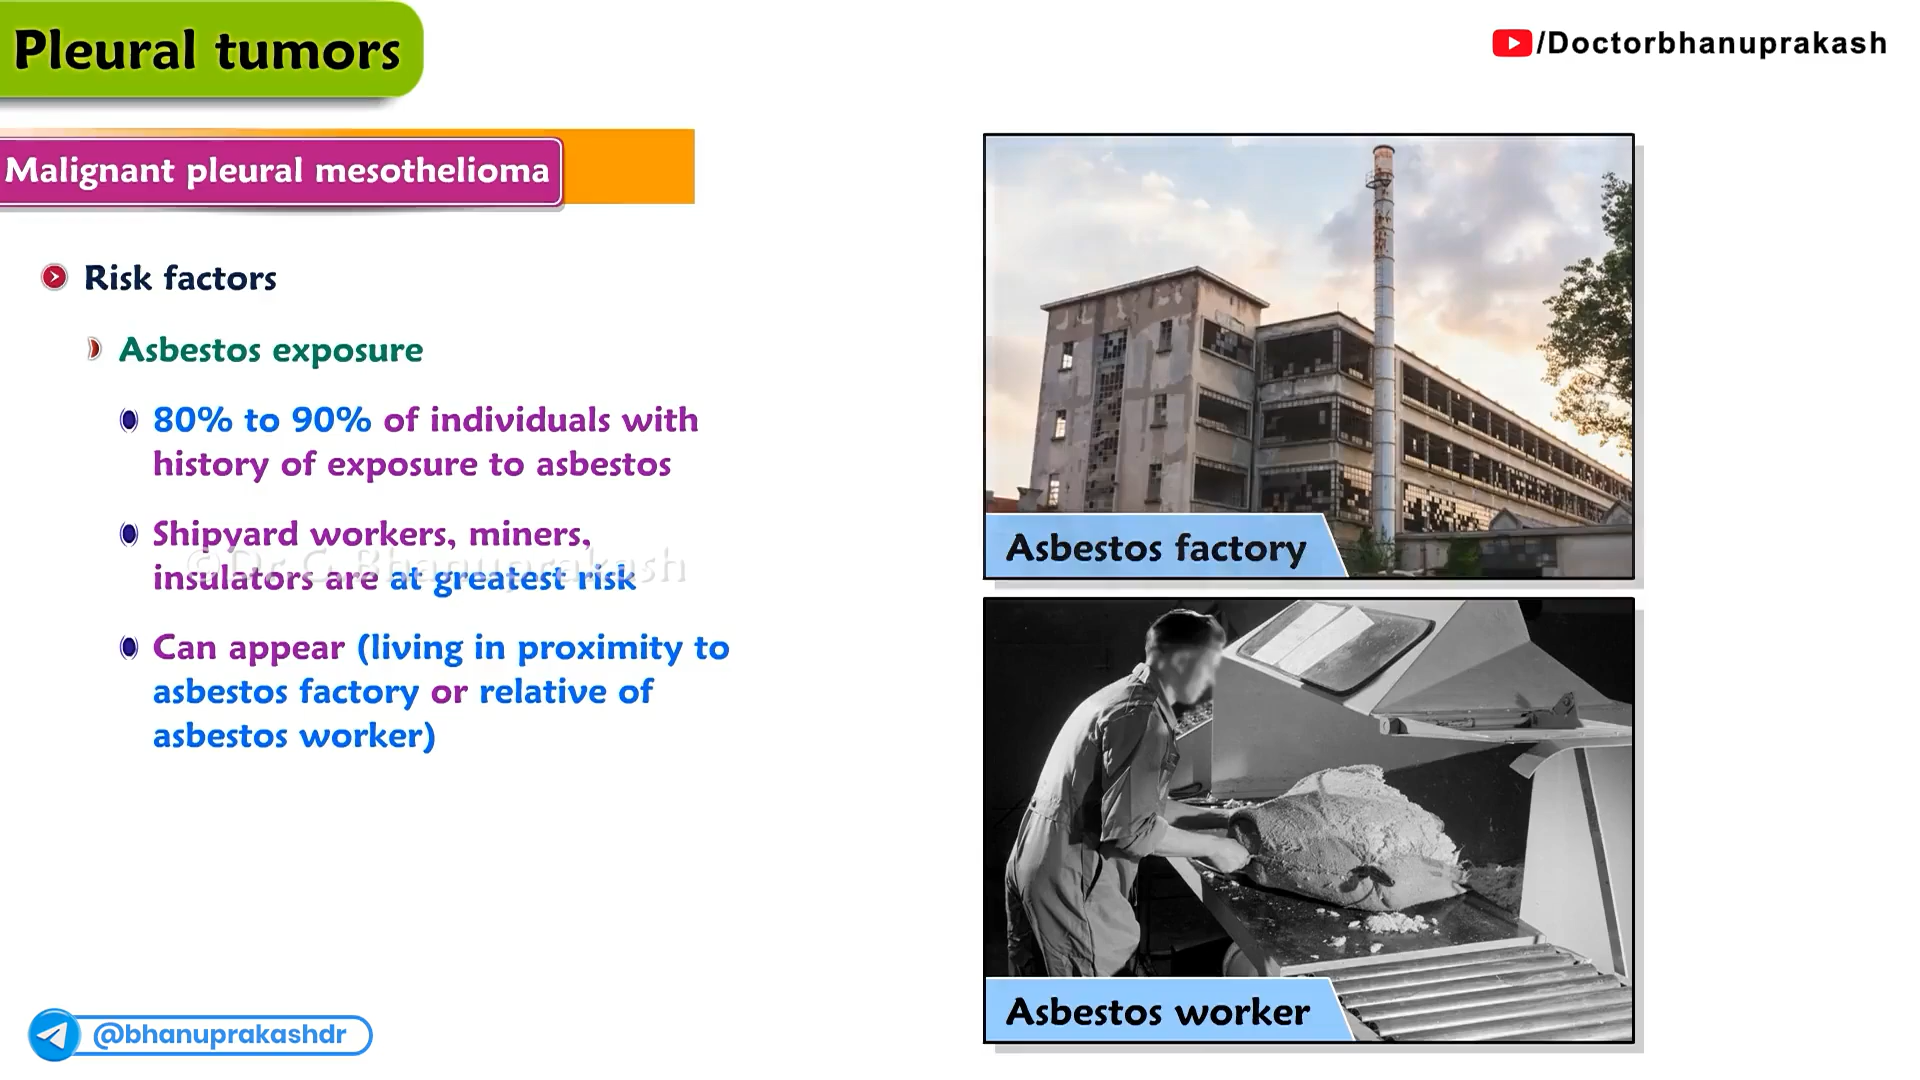 Pleural tumors
/Doctorbhanuprakash
Malignant pleural mesothelioma
Risk factors
Asbestos exposure
80% to 90% of individuals with
history of exposure to asbestos
Shipyard workers, miners,
insulators are at greatest risk
©Dr.G.Bhanuprakash
Can appear (living in proximity to
asbestos factory or relative of
asbestos worker)
Asbestos factory
Asbestos worker
@bhanuprakashdr